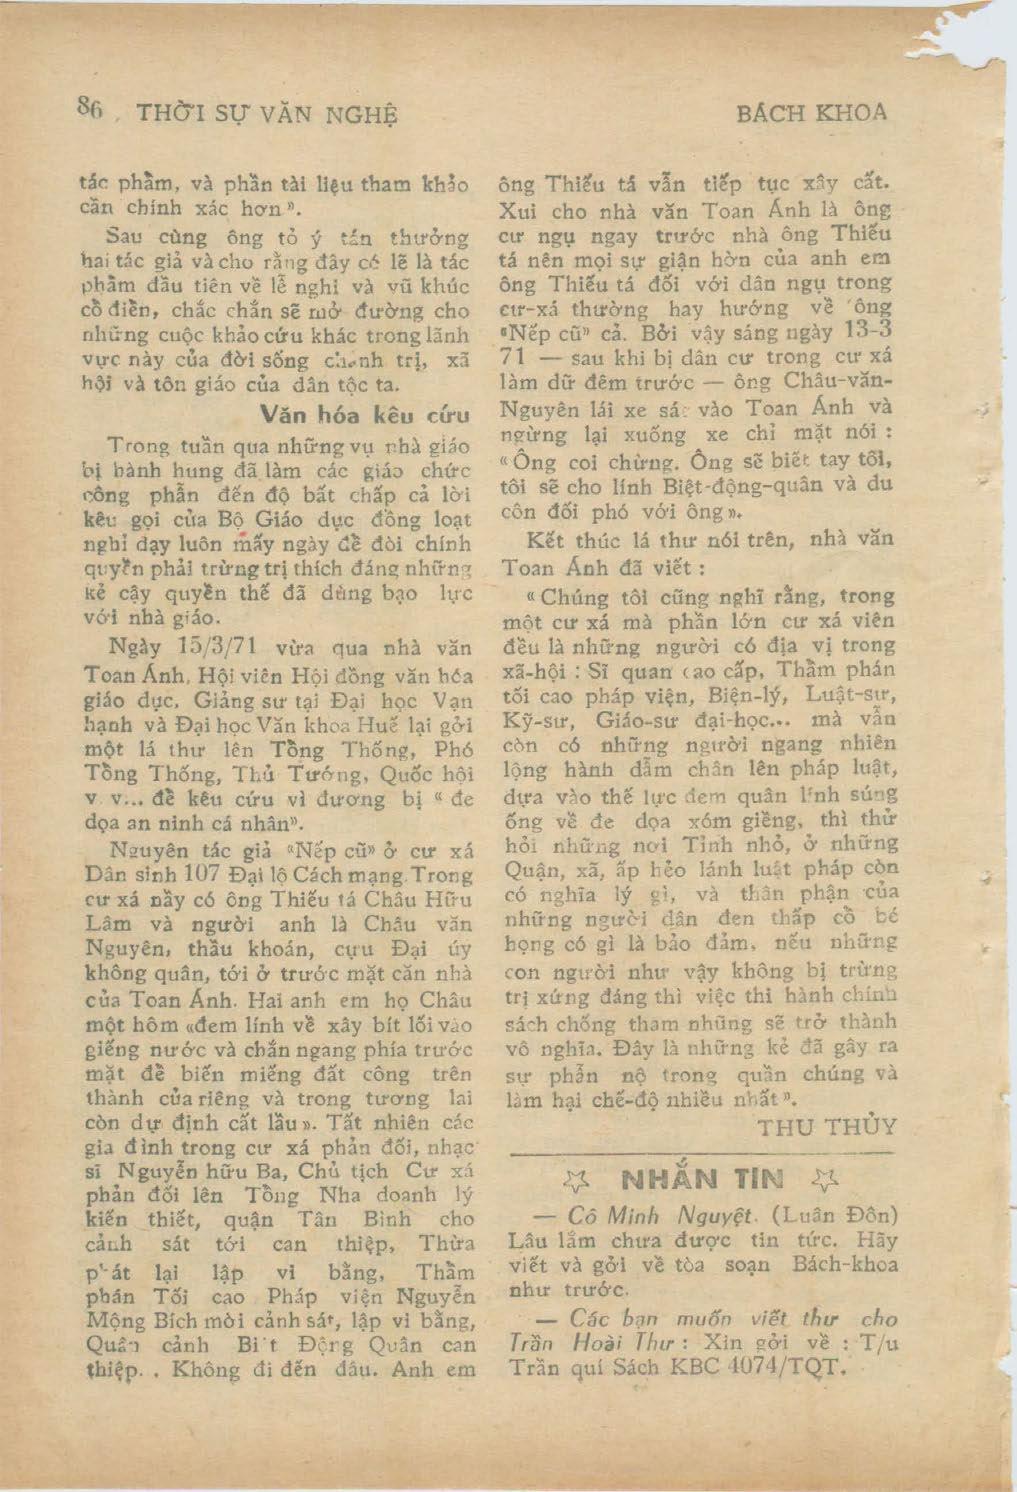 86 THỜI SỰ VĂN NGHỆ
BÁCH KHOA
tác phẩm, và phần tài liệu tham khảo
cần chính xác hơn».
Sau cùng ông tỏ ý tán thưởng
hai tác giả và cho rằng đây có lẽ là tác
phẩm đầu tiên về lễ nghi và vũ khúc
cổ điển, chắc chắn sẽ mở đường cho
những cuộc khảo cứu khác trong lãnh
vực này của đời sống chính trị, xã
hội và tôn giáo của dân tộc ta.
Văn hóa kêu cứu
Trong tuần qua những vụ nhà giáo
bị hành hung đã làm các giáo chức
công phẫn đến độ bất chấp cả lời
kêu gọi của Bộ Giáo dục đồng loạt
nghỉ dạy luôn mấy ngày để đòi chính
quyền phải trừng trị thích đáng những
kẻ cậy quyền thế đã dùng bạo lực
với nhà giáo.
Ngày 15/3/71 vừa qua nhà văn
Toan Ánh, Hội viên Hội đồng văn hóa
giáo dục, Giảng sư tại Đại học Vạn
hạnh và Đại học Văn khoa Huế lại gởi
một lá thư lên Tổng Thống, Phó
Tổng Thống, Thủ Tướng, Quốc hội
v.v... để kêu cứu vì đương bị « đe
dọa an ninh cá nhân».
Nguyên tác giả «Nếp cũ» ở cư xá
Dân sinh 107 Đại lộ Cách mạng. Trong
cư xá nầy có ông Thiếu tá Châu Hữu
Lâm và người anh là Châu văn
Nguyên, thầu khoán, cựu Đại úy
không quân, tới ở trước mặt căn nhà
của Toan Ánh. Hai anh em họ Châu
một hôm «đem lính về xây bít lối vào
giếng nước và chắn ngang phía trước
mặt để biến miếng đất công trên
thành của riêng và trong tương lai
còn dự định cất lầu». Tất nhiên các
gia đình trong cư xá phản đối, nhạc
sĩ Nguyễn hữu Ba, Chủ tịch Cư xá
phản đối lên Tổng Nha doanh lý
kiến thiết, quận Tân Bình cho
cảnh sát tới can thiệp, Thừa
phát lại lập vi bằng, Thẩm
phán Tối cao Pháp viện Nguyễn
Mộng Bích mời cảnh sát, lập vi bằng,
Quân cảnh Biệt Động Quân can
thiệp. . Không đi đến đâu. Anh em
ông Thiếu tá vẫn tiếp tục xây cất.
Xui cho nhà văn Toan Ánh là ông
cư ngụ ngay trước nhà ông Thiếu
tá nên mọi sự giận hờn của anh em
ông Thiếu tá đối với dân ngụ trong
cư-xá thường hay hướng về ông
«Nếp cũ» cả. Bởi vậy sáng ngày 13-3
71 — sau khi bị dân cư trong cư xá
làm dữ đêm trước — ông Châu-văn-
Nguyên lái xe sát vào Toan Ánh và
ngừng lại xuống xe chỉ mặt nói :
« Ông coi chừng. Ông sẽ biết tay tôi,
tôi sẽ cho lính Biệt-động-quân và du
côn đối phó với ông».
Kết thúc lá thư nói trên, nhà văn
Toan Ánh đã viết :
« Chúng tôi cũng nghĩ rằng, trong
một cư xá mà phần lớn cư xá viên
đều là những người có địa vị trong
xã-hội : Sĩ quan cao cấp, Thẩm phán
tối cao pháp viện, Biện-lý, Luật-sư,
Kỹ-sư, Giáo-sư đại-học... mà vẫn
còn có những người ngang nhiên
lộng hành dẫm chân lên pháp luật,
dựa vào thế lực đem quân lính súng
ống về đe dọa xóm giềng, thì thử
hỏi những nơi Tỉnh nhỏ, ở những
Quận, xã, ấp hẻo lánh luật pháp còn
có nghĩa lý gì, và thân phận của
những người dân đen thấp cổ bé
họng có gì là bảo đảm, nếu những
con người như vậy không bị trừng
trị xứng đáng thì việc thi hành chính
sách chống tham nhũng sẽ trở thành
vô nghĩa. Đây là những kẻ đã gây ra
sự phẫn nộ trong quần chúng và
làm hại chế-độ nhiều nhất».
THU THỦY
NHẮN TIN
— Cô Minh Nguyệt. (Luân Đôn)
Lâu lắm chưa được tin tức. Hãy
viết và gởi về tòa soạn Bách-khoa
như trước.
— Các bạn muốn viết thư cho
Trần Hoài Thư : Xin gởi về : T/u
Trần quí Sách KBC 4074/TQT.